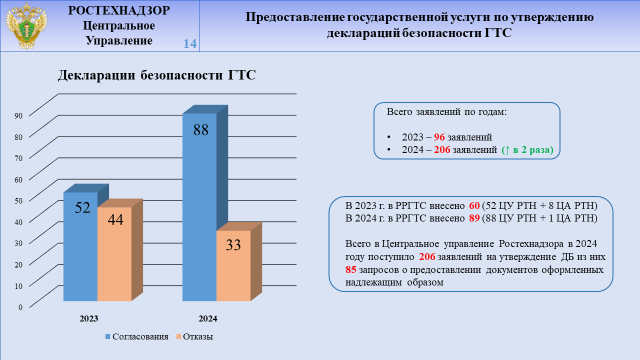 РОСТЕХНАДЗОР
Центральное
Управление
14
Предоставление государственной услуги по утверждению
деклараций безопасности ГТС
Декларации безопасности ГТС
90
80
70
60
50
40
30
20
10
0
52
44
88
33
2023
2024
Согласования
Отказы
Всего заявлений по годам:
• 2023 – 96 заявлений
• 2024 – 206 заявлений (↑ в 2 раза)
В 2023 г. в РРГТС внесено 60 (52 ЦУ РТН + 8 ЦА РТН)
В 2024 г. в РРГТС внесено 89 (88 ЦУ РТН + 1 ЦА РТН)
Всего в Центральное управление Ростехнадзора в 2024
году поступило 206 заявлений на утверждение ДБ из них
85 запросов о предоставлении документов оформленных
надлежащим образом